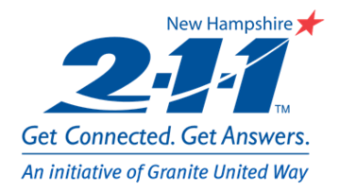 New Hampshire
2-1-1
TM
Get Connected. Get Answers.
An initiative of Granite United Way